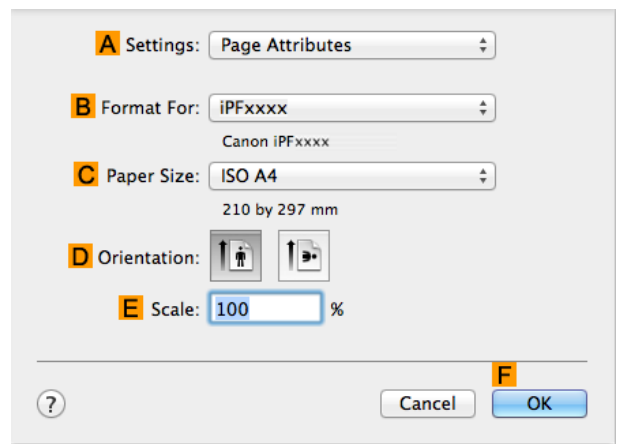 A Settings: Page Attributes
B Format For: iPFxxxx
Canon iPFxxxx
C Paper Size: ISO A4
210 by 297 mm
D Orientation:
E Scale: 100 %
F
? Cancel OK